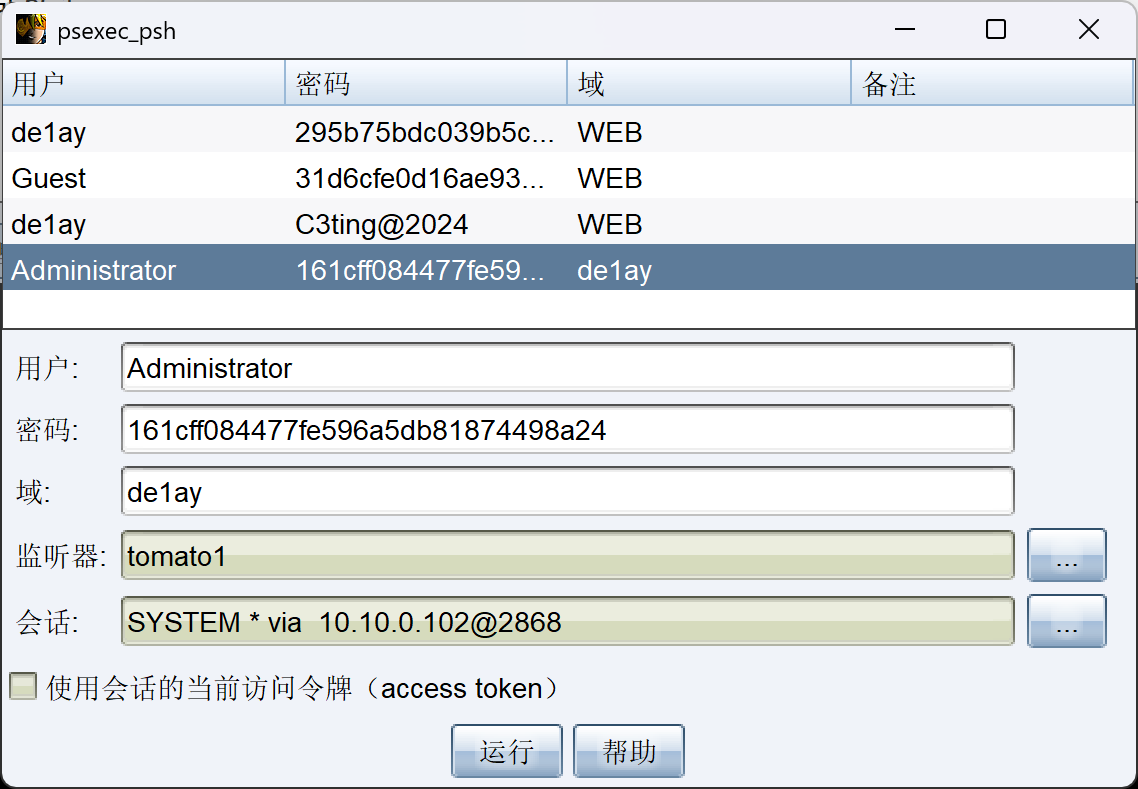 psexec_psh
用户 密码 域 备注
de1ay 295b75bdc039b5c... WEB
Guest 31d6cfe0d16ae93... WEB
de1ay C3ting@2024 WEB
Administrator 161cff084477fe59... de1ay
用户: Administrator
密码: 161cff084477fe596a5db81874498a24
域: de1ay
监听器: tomato1 ...
会话: SYSTEM * via 10.10.0.102@2868 ...
使用会话的当前访问令牌（access token）
运行 帮助